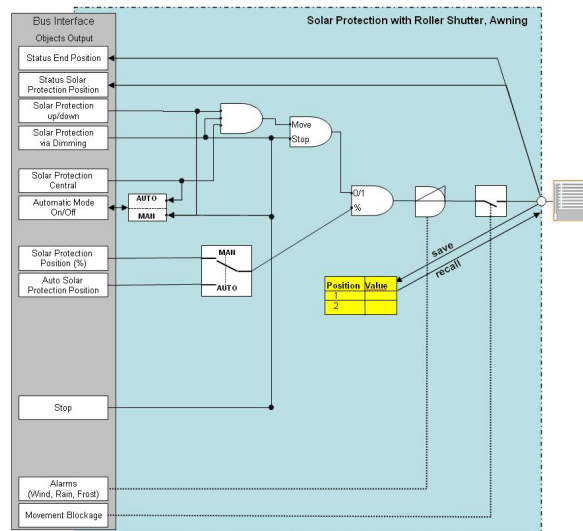 Bus Interface
Objects Output
Solar Protection with Roller Shutter, Awning
Status End Position
Status Solar
Protection Position
Solar Protection
up/down
Solar Protection
via Dimming
Move
Stop
Solar Protection
Central
Automatic Mode
On/Off
AUTO
MAN
0/1
%
Solar Protection
Position (%)
Auto Solar
Protection Position
MAN
AUTO
save
recall
Position Value
1
2
Stop
Alarms
(Wind, Rain, Frost)
Movement Blockage